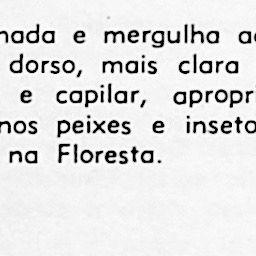 nada e mergulha a
dorso, mais clara
e capilar, apropr
nos peixes e inseto
na Floresta.